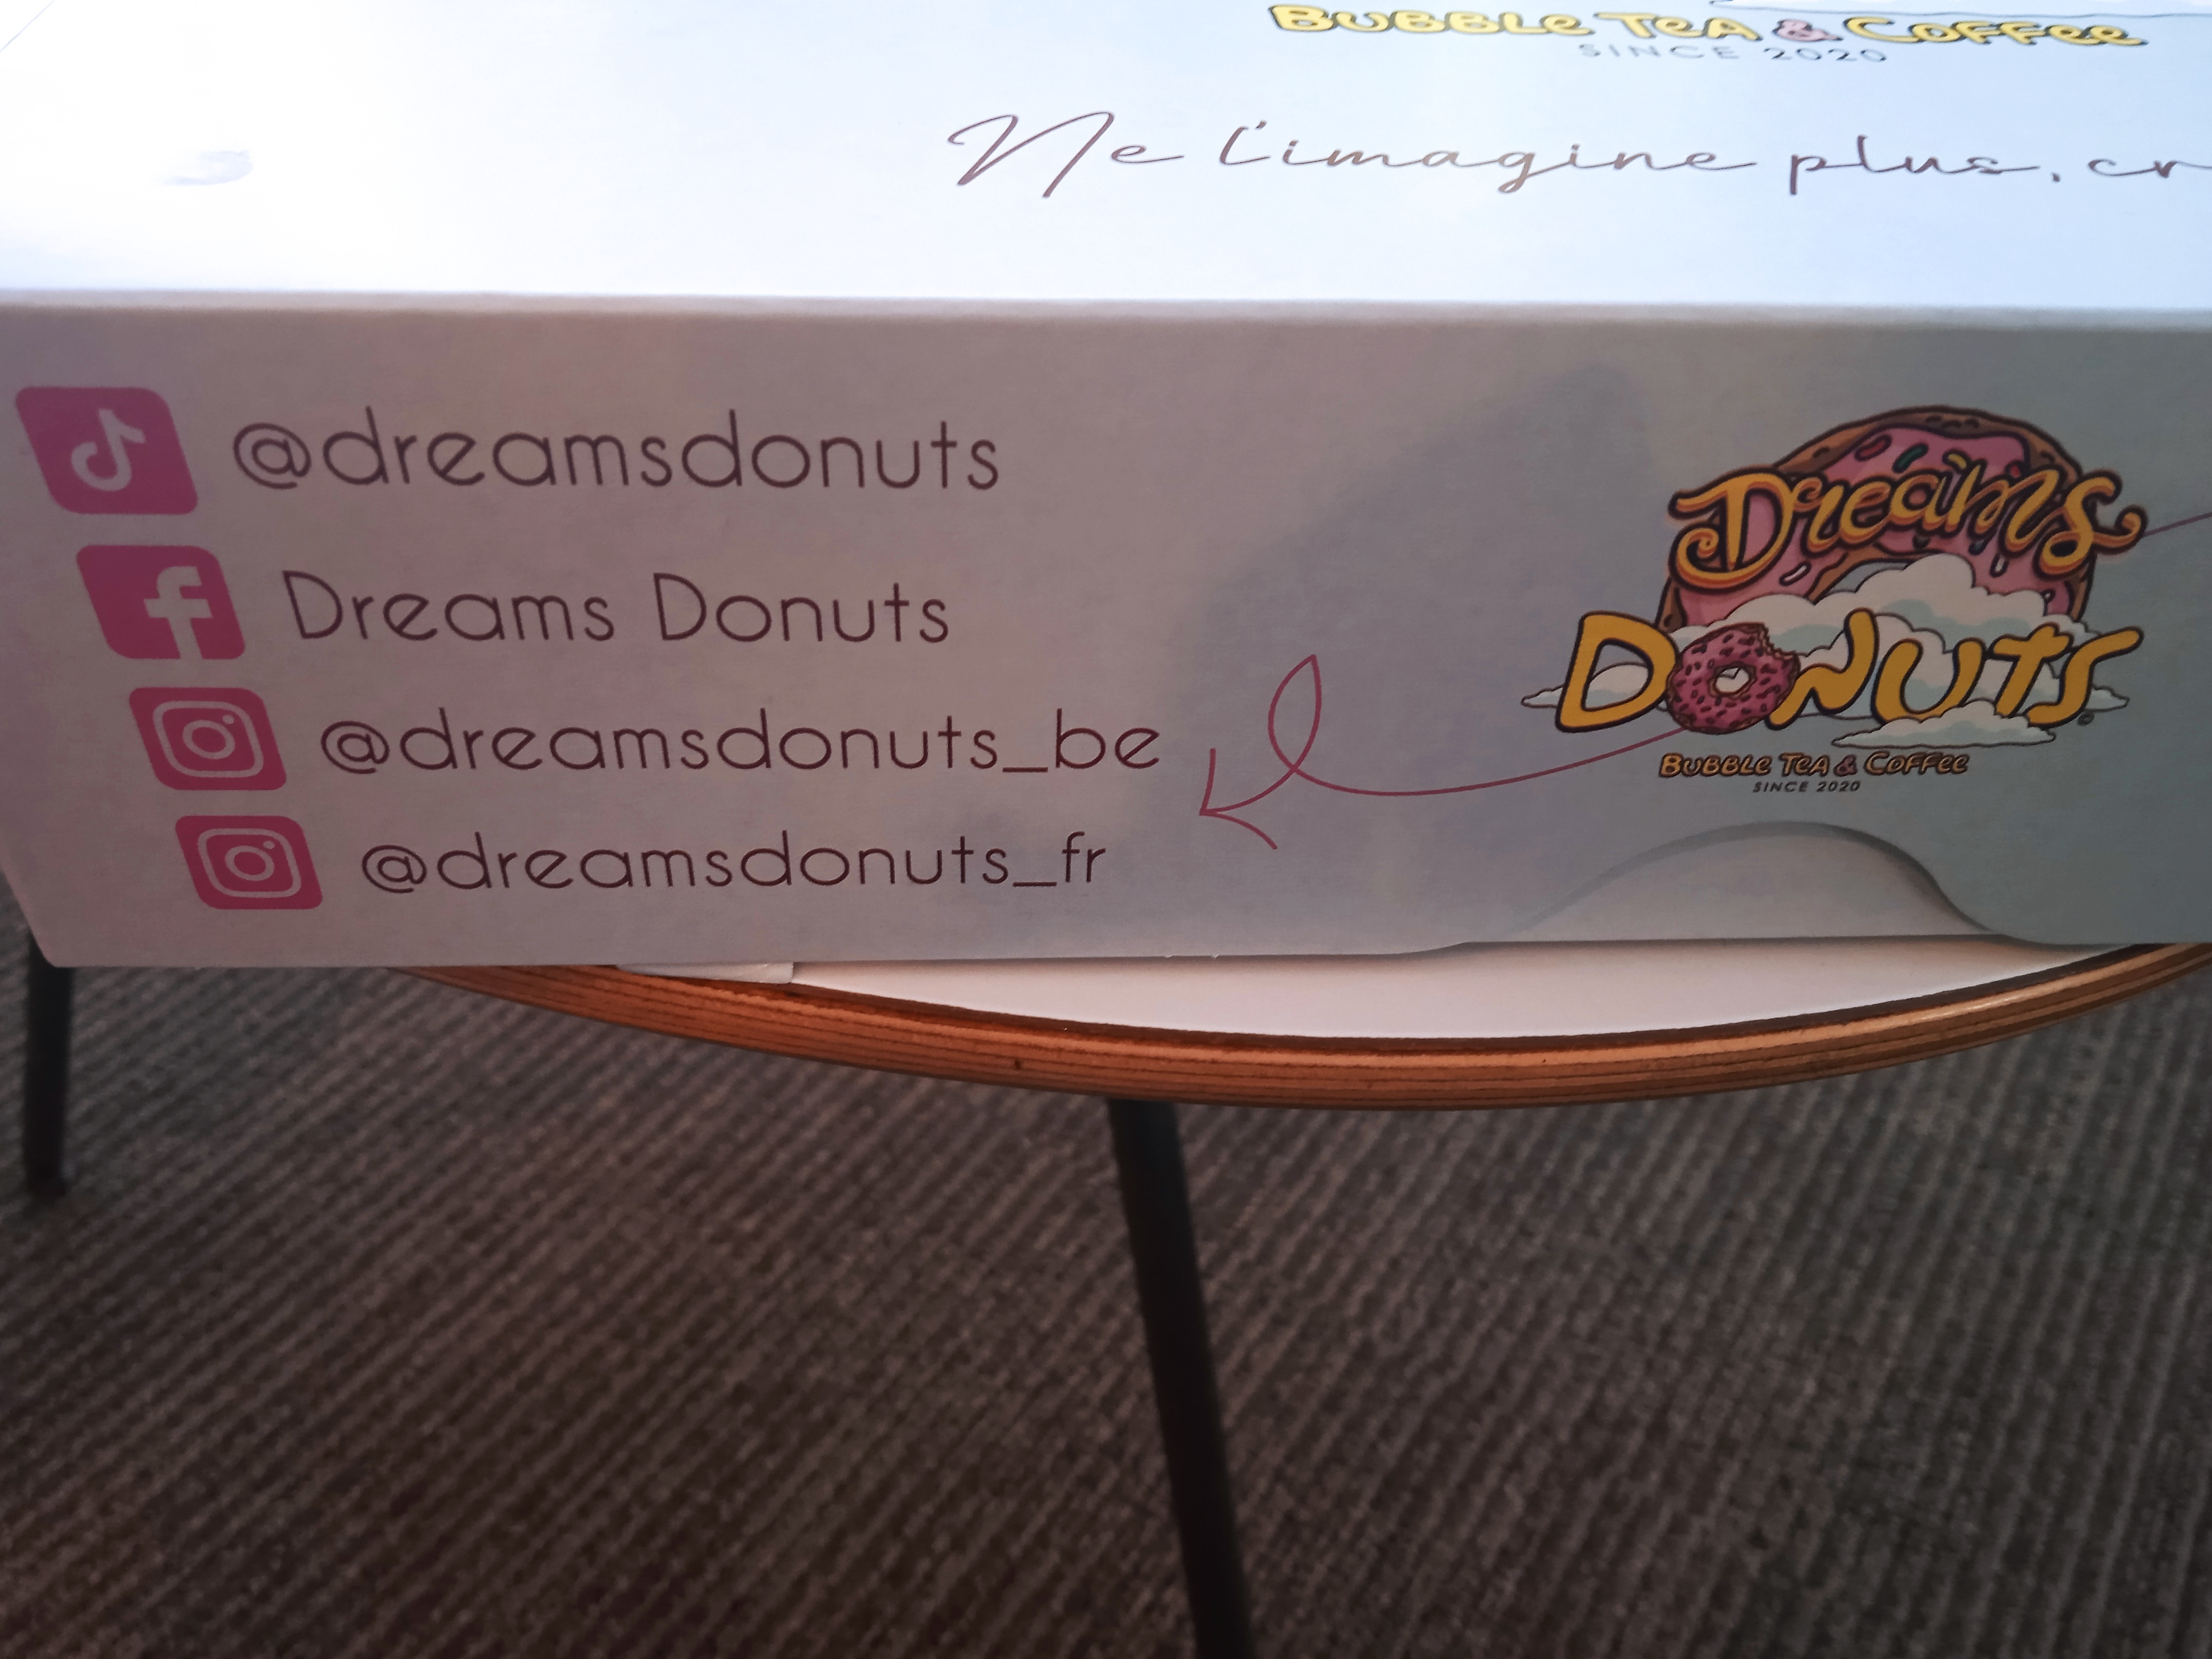 BUBBLE TEA & COFFEE
SINCE 2020
Ne l'imagine plus, cr
@dreamsdonuts
Dreams Donuts
@dreamsdonuts_be
@dreamsdonuts_fr
Dreams
DONUTS
BUBBLE TEA & COFFEE
SINCE 2020